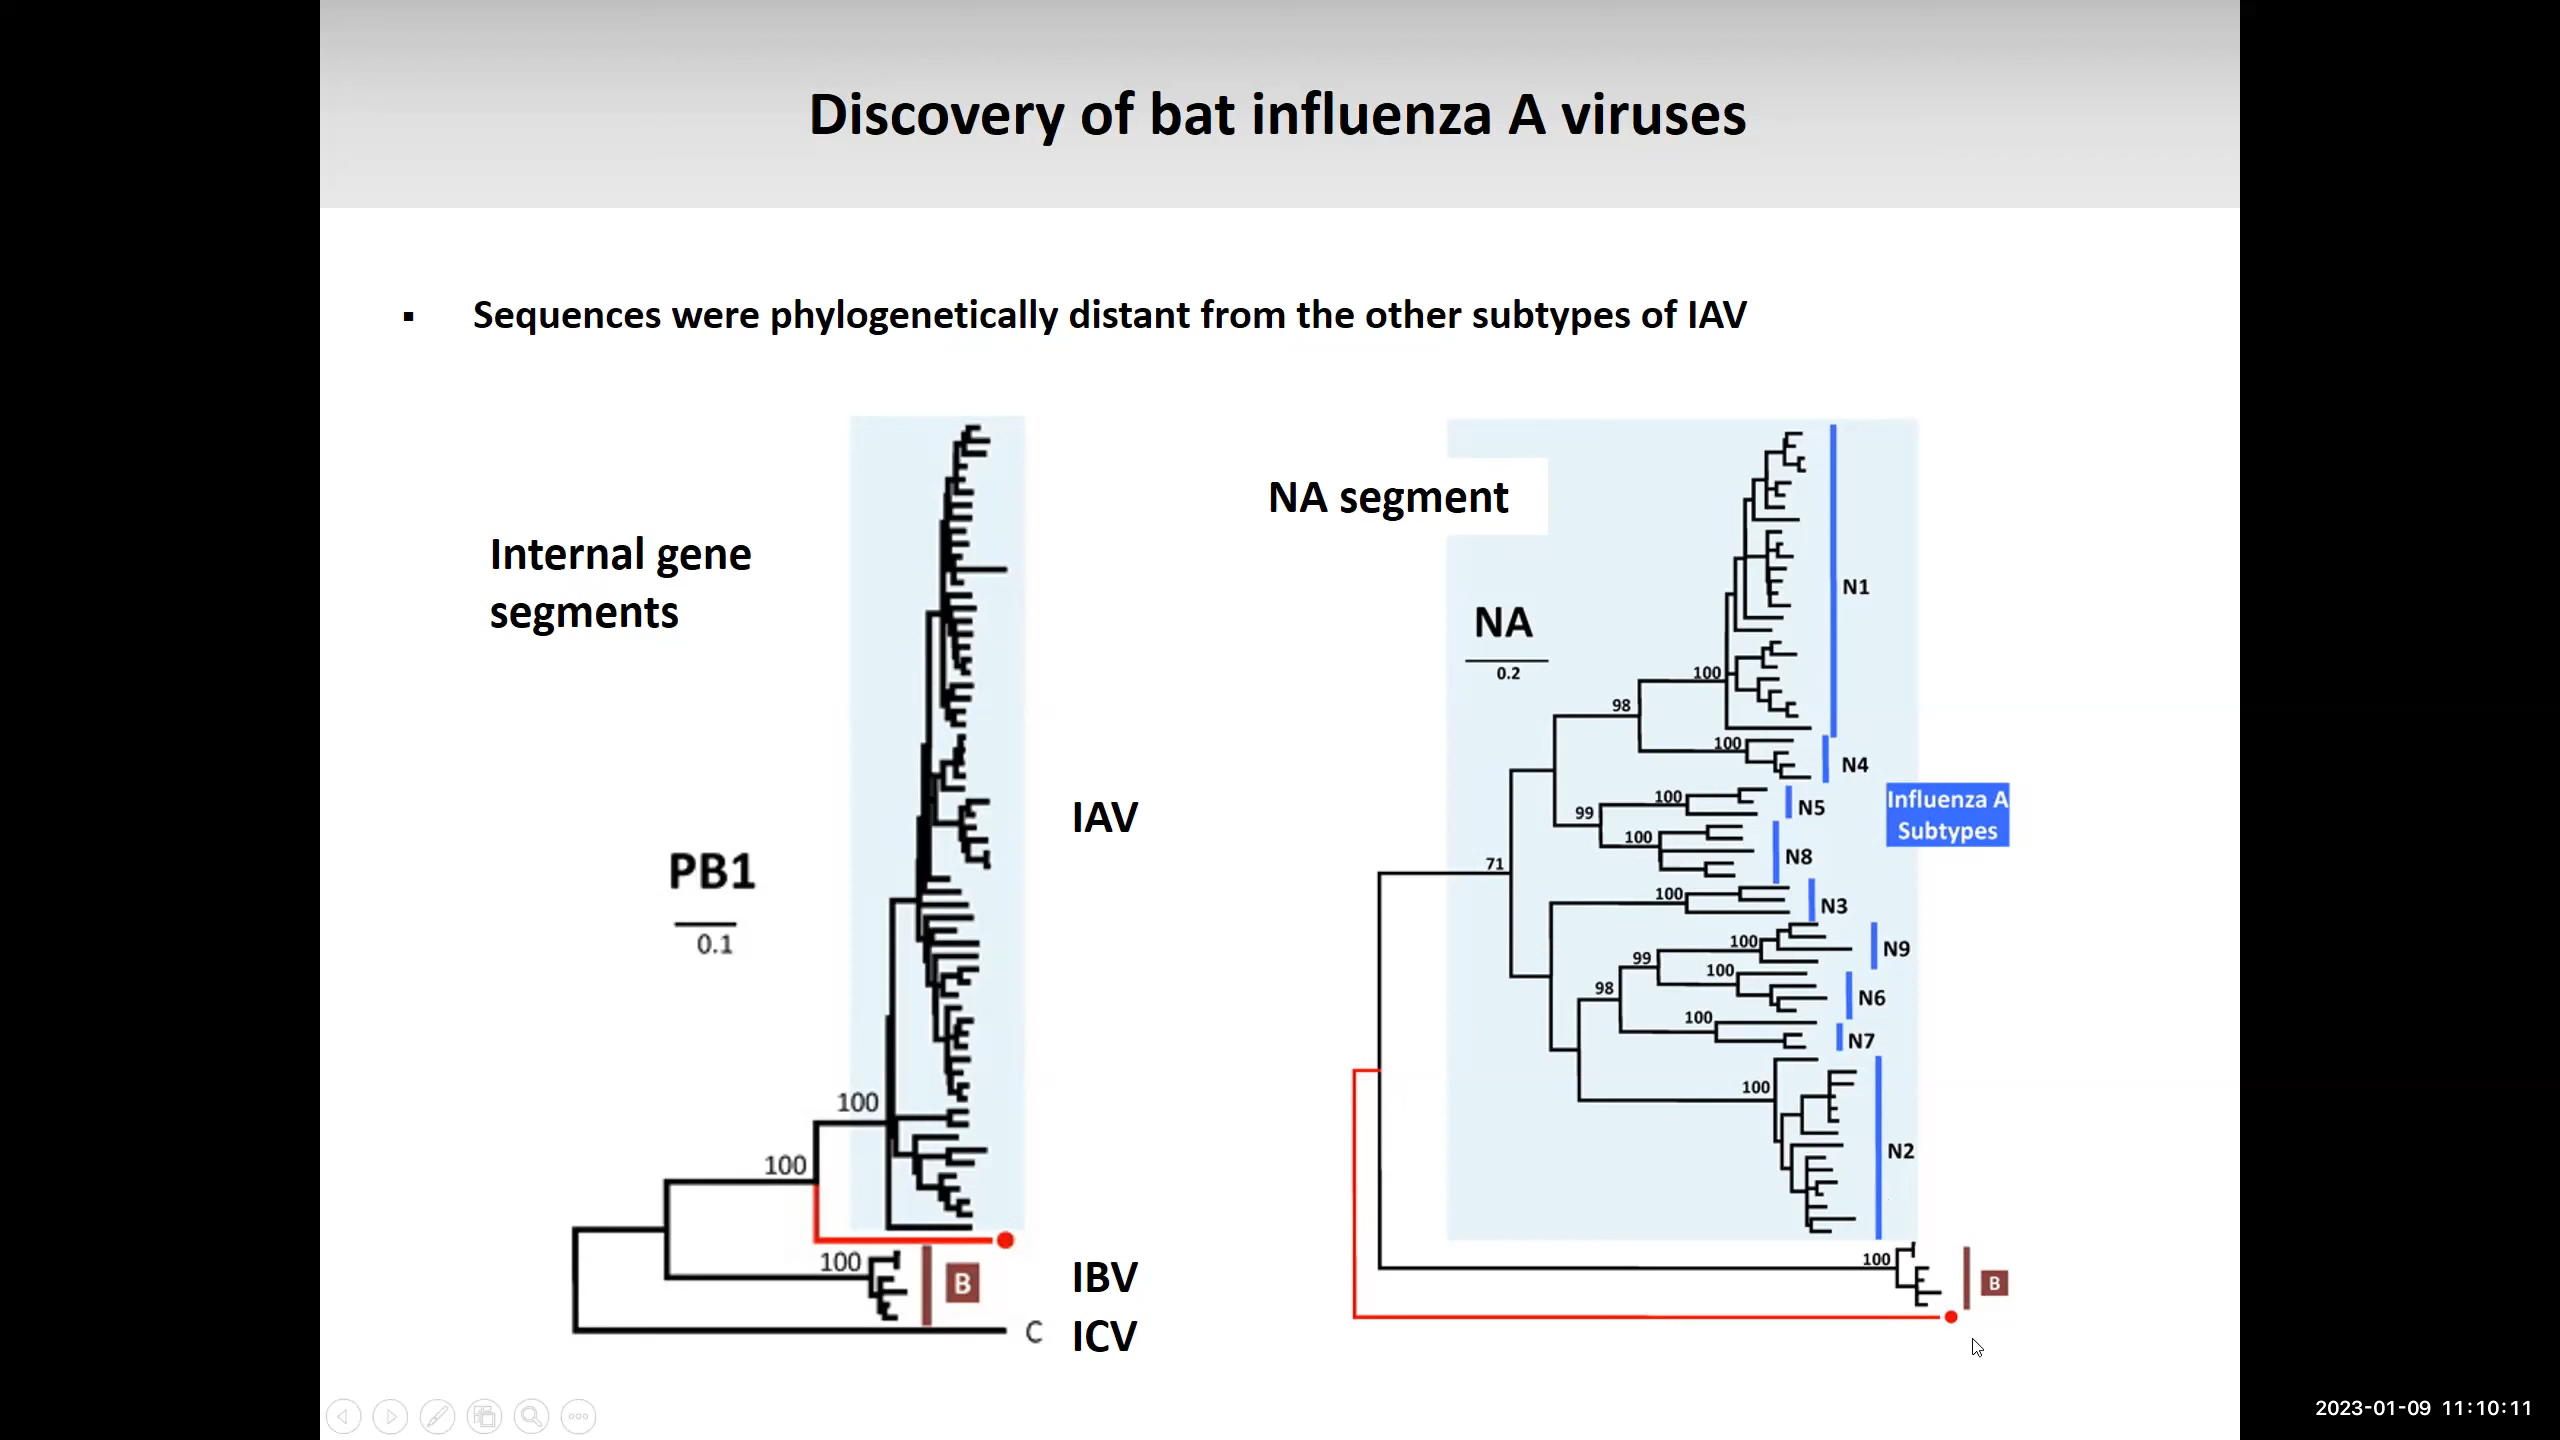 Discovery of bat influenza A viruses
▪ Sequences were phylogenetically distant from the other subtypes of IAV
Internal gene
segments
PB1
0.1
100
100
100
B
C
IAV
IBV
ICV
NA segment
NA
0.2
100
98
100
100
99
100
71
100
100
99
100
98
100
100
100
N1
N4
N5
N8
N3
N9
N6
N7
N2
Influenza A
Subtypes
B
2023-01-09 11:10:11